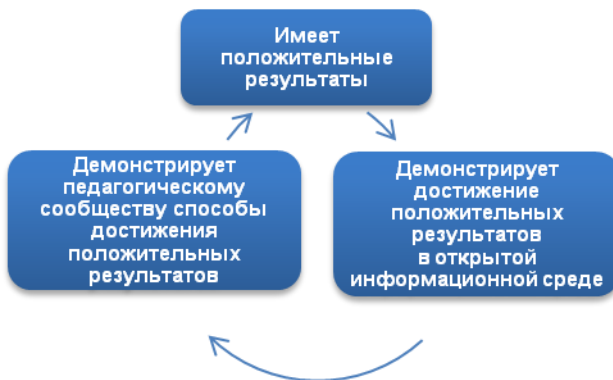 Имеет
положительные
результаты
Демонстрирует
педагогическому
сообществу способы
достижения
положительных
результатов
Демонстрирует
достижение
положительных
результатов
в открытой
информационной среде